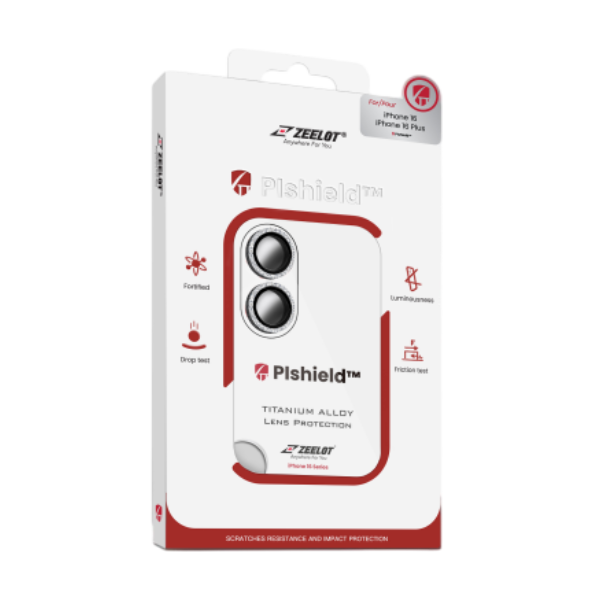 For/Pour
iPhone 16
iPhone 16 Plus
ZEELOT®
Anywhere For You
ZEELOT
PIshield™
Fortified
Luminousness
Drop test
F
Friction test
PIshield™
TITANIUM ALLOY
LENS PROTECTION
ZEELOT
Anywhere For You
iPhone 16 Series
SCRATCHES RESISTANCE AND IMPACT PROTECTION